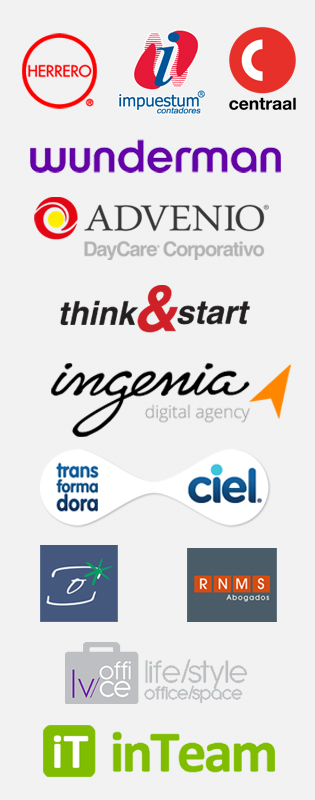 HERRERO®
impuestum®
contadores
centraal
wunderman
ADVENIO®
DayCare® Corporativo
think&start
ingenia
digital agency
trans
forma
dora
ciel.
RNMS
Abogados
offi
lv/ce
life/style
office/space
iT inTeam